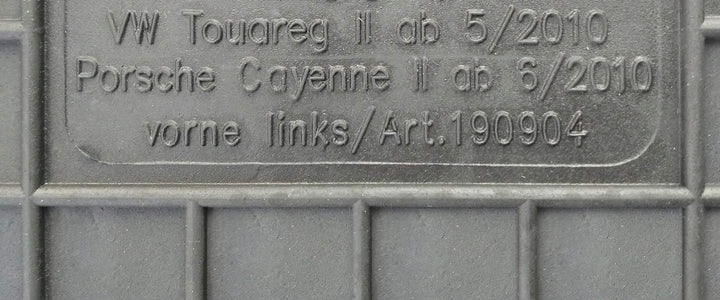 VW Touareg II ab 5/2010
Porsche Cayenne II ab 6/2010
vorne links/Art.190904